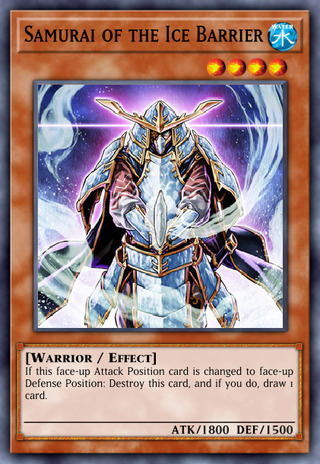 Samurai of the Ice Barrier
WATER
水
[Warrior / Effect]
If this face-up Attack Position card is changed to face-up
Defense Position: Destroy this card, and if you do, draw 1
card.
ATK/1800 DEF/1500